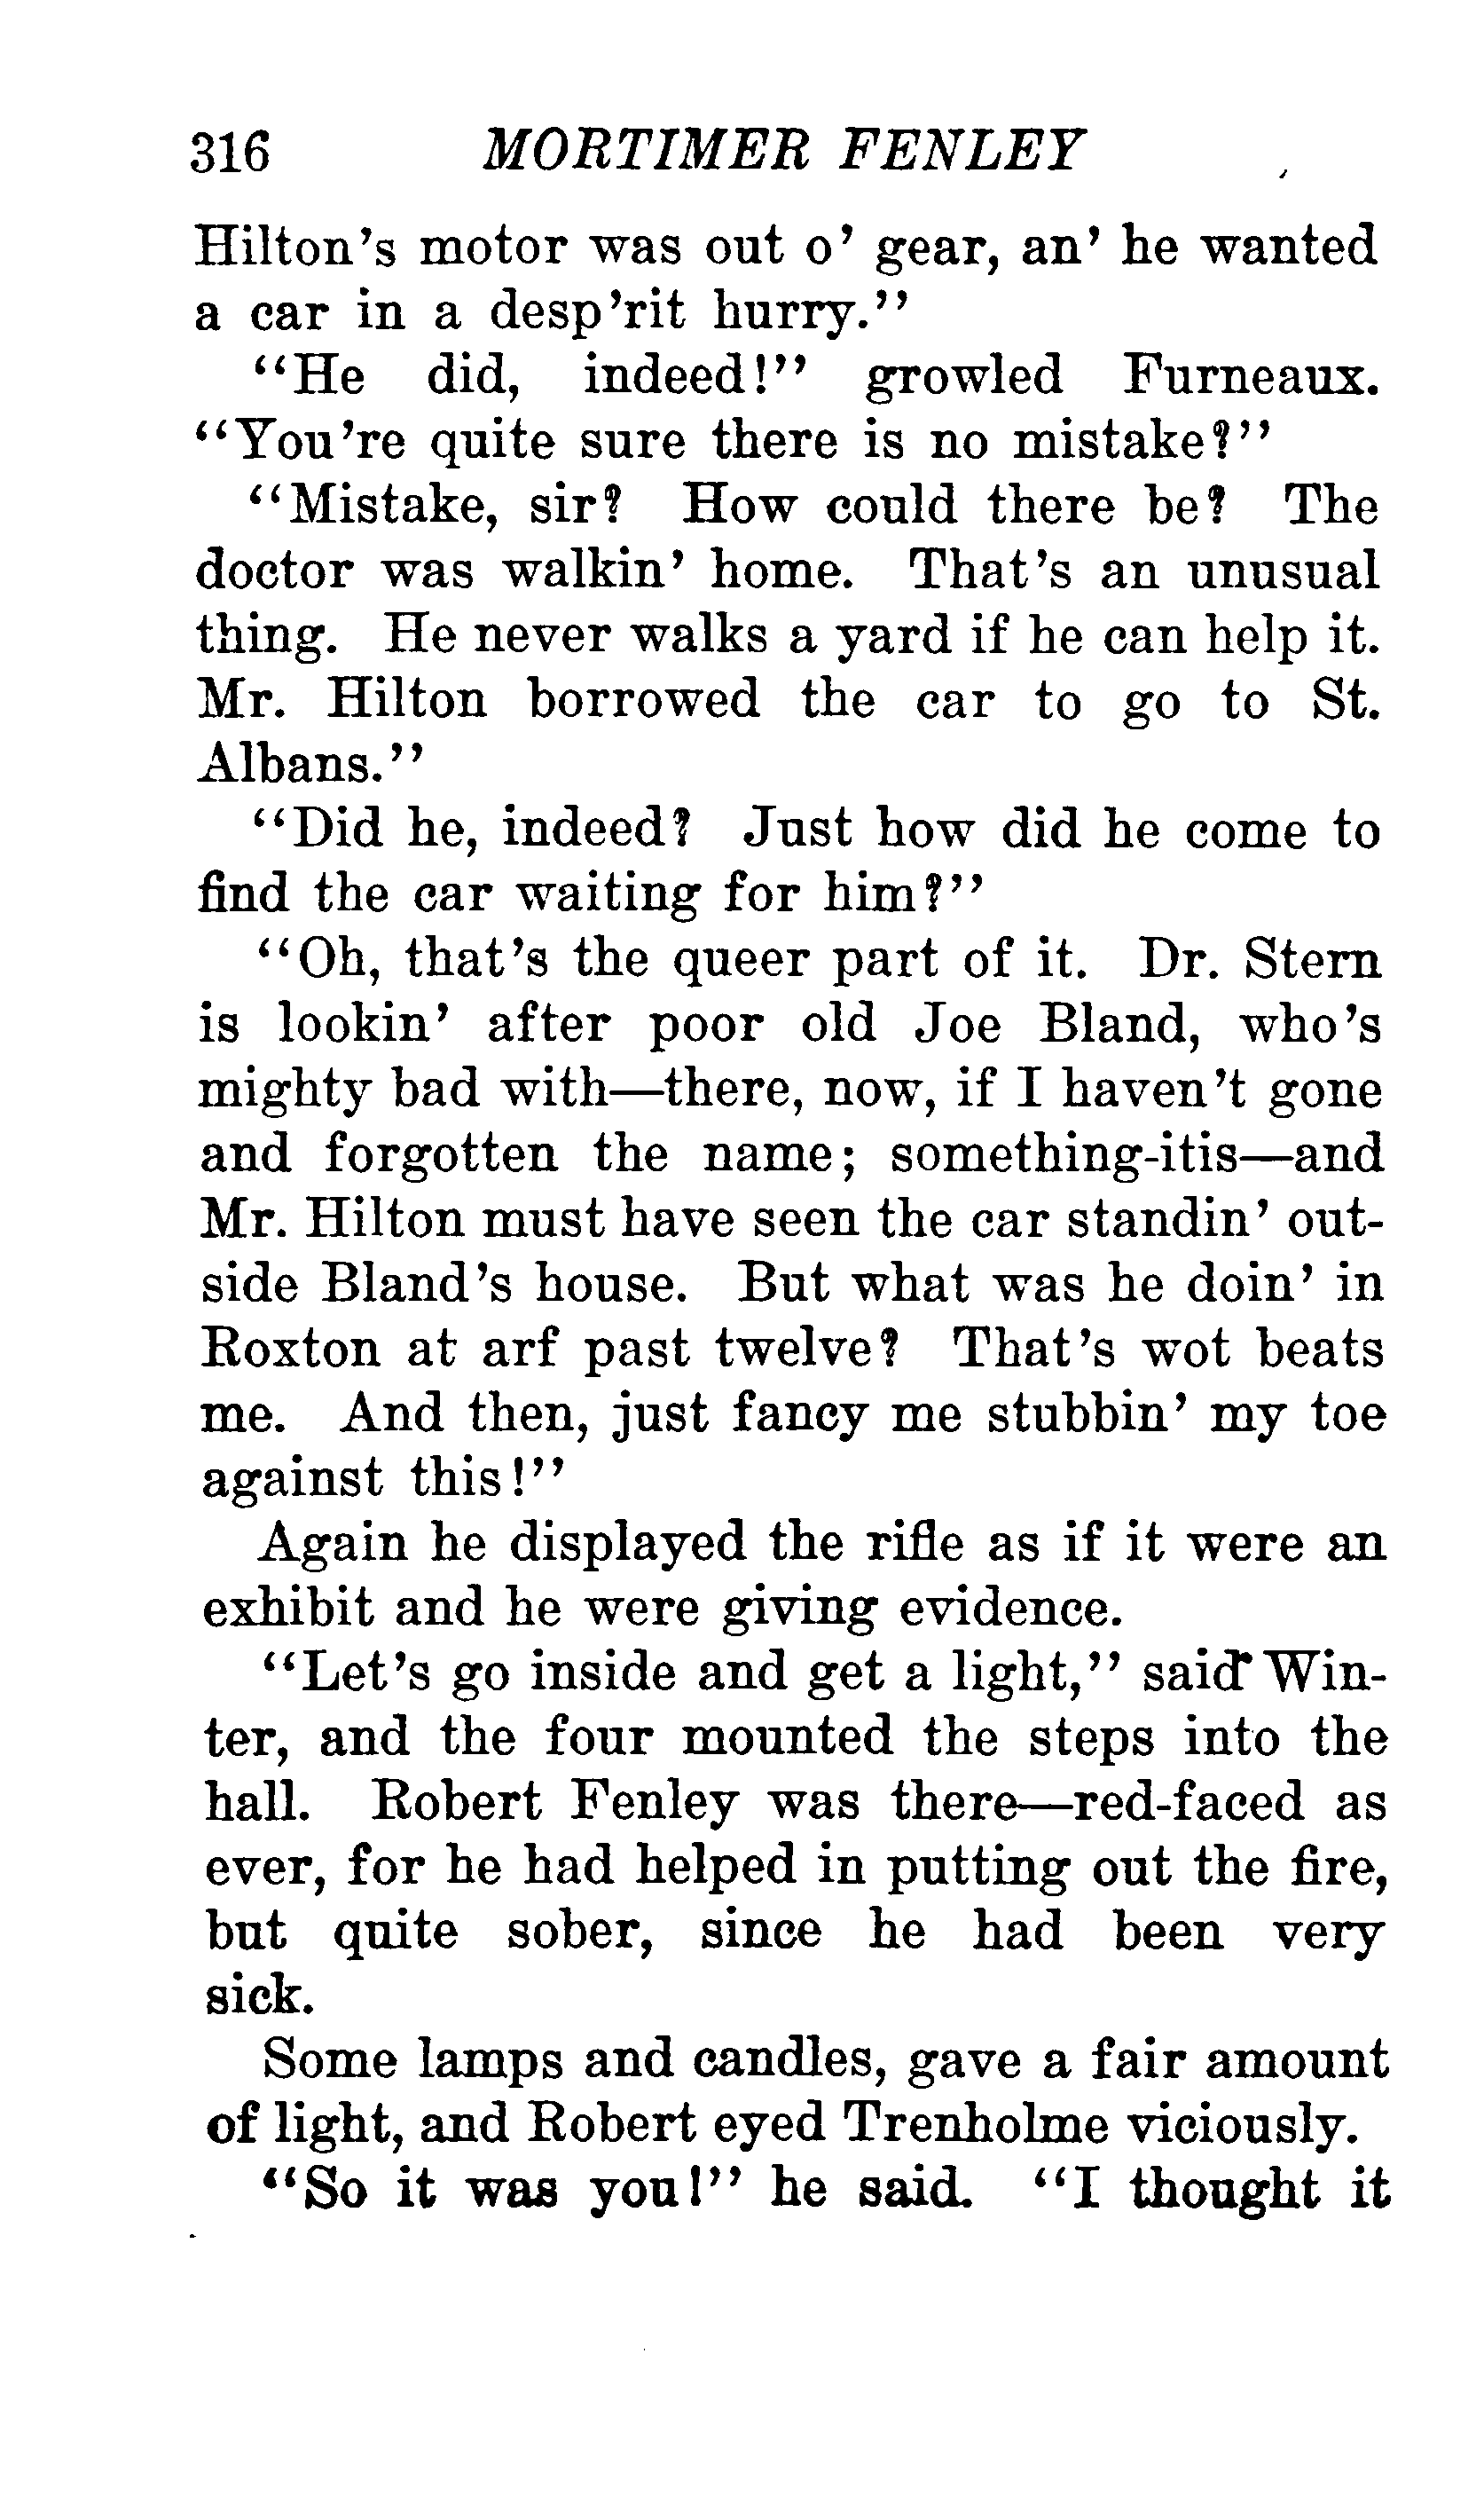 316 MORTIMER FENLEY
Hilton's motor was out o' gear, an' he wanted
a car in a desp'rit hurry."
"He did, indeed!" growled Furneaux.
"You're quite sure there is no mistake?"
"Mistake, sir? How could there be? The
doctor was walkin' home. That's an unusual
thing. He never walks a yard if he can help it.
Mr. Hilton borrowed the car to go to St.
Albans."
"Did he, indeed? Just how did he come to
find the car waiting for him?"
"Oh, that's the queer part of it. Dr. Stern
is lookin' after poor old Joe Bland, who's
mighty bad with—there, now, if I haven't gone
and forgotten the name; something-itis—and
Mr. Hilton must have seen the car standin' out-
side Bland's house. But what was he doin' in
Roxton at arf past twelve? That's wot beats
me. And then, just fancy me stubbin' my toe
against this!"
Again he displayed the rifle as if it were an
exhibit and he were giving evidence.
"Let's go inside and get a light," said Win-
ter, and the four mounted the steps into the
hall. Robert Fenley was there—red-faced as
ever, for he had helped in putting out the fire,
but quite sober, since he had been very
sick.
Some lamps and candles, gave a fair amount
of light, and Robert eyed Trenholme viciously.
"So it was you!" he said. "I thought it